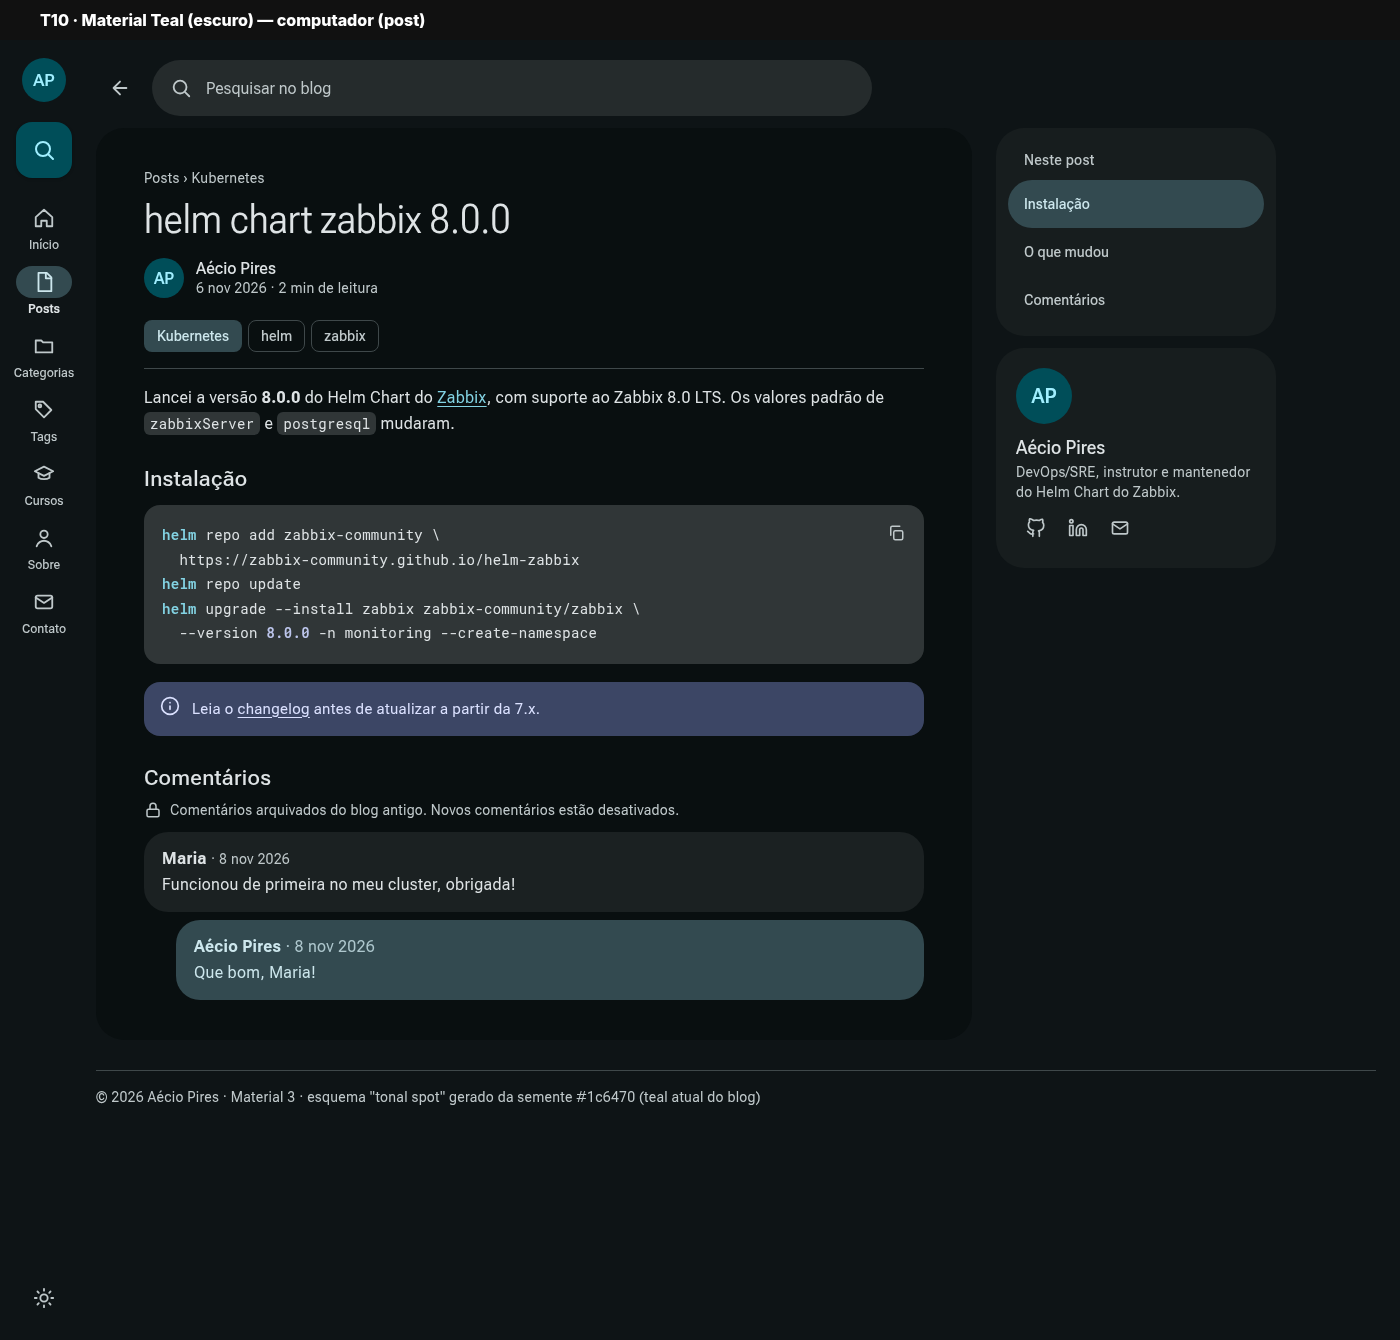 T10 · Material Teal (escuro) — computador (post)
AP
Pesquisar no blog
Início
Posts
Categorias
Tags
Cursos
Sobre
Contato
Posts › Kubernetes
helm chart zabbix 8.0.0
AP
Aécio Pires
6 nov 2026 · 2 min de leitura
Kubernetes
helm
zabbix
Lancei a versão 8.0.0 do Helm Chart do Zabbix, com suporte ao Zabbix 8.0 LTS. Os valores padrão de
zabbixServer e postgresql mudaram.
Instalação
helm repo add zabbix-community \
https://zabbix-community.github.io/helm-zabbix
helm repo update
helm upgrade --install zabbix zabbix-community/zabbix \
--version 8.0.0 -n monitoring --create-namespace
Leia o changelog antes de atualizar a partir da 7.x.
Comentários
Comentários arquivados do blog antigo. Novos comentários estão desativados.
Maria · 8 nov 2026
Funcionou de primeira no meu cluster, obrigada!
Aécio Pires · 8 nov 2026
Que bom, Maria!
Neste post
Instalação
O que mudou
Comentários
AP
Aécio Pires
DevOps/SRE, instrutor e mantenedor
do Helm Chart do Zabbix.
© 2026 Aécio Pires · Material 3 · esquema "tonal spot" gerado da semente #1c6470 (teal atual do blog)